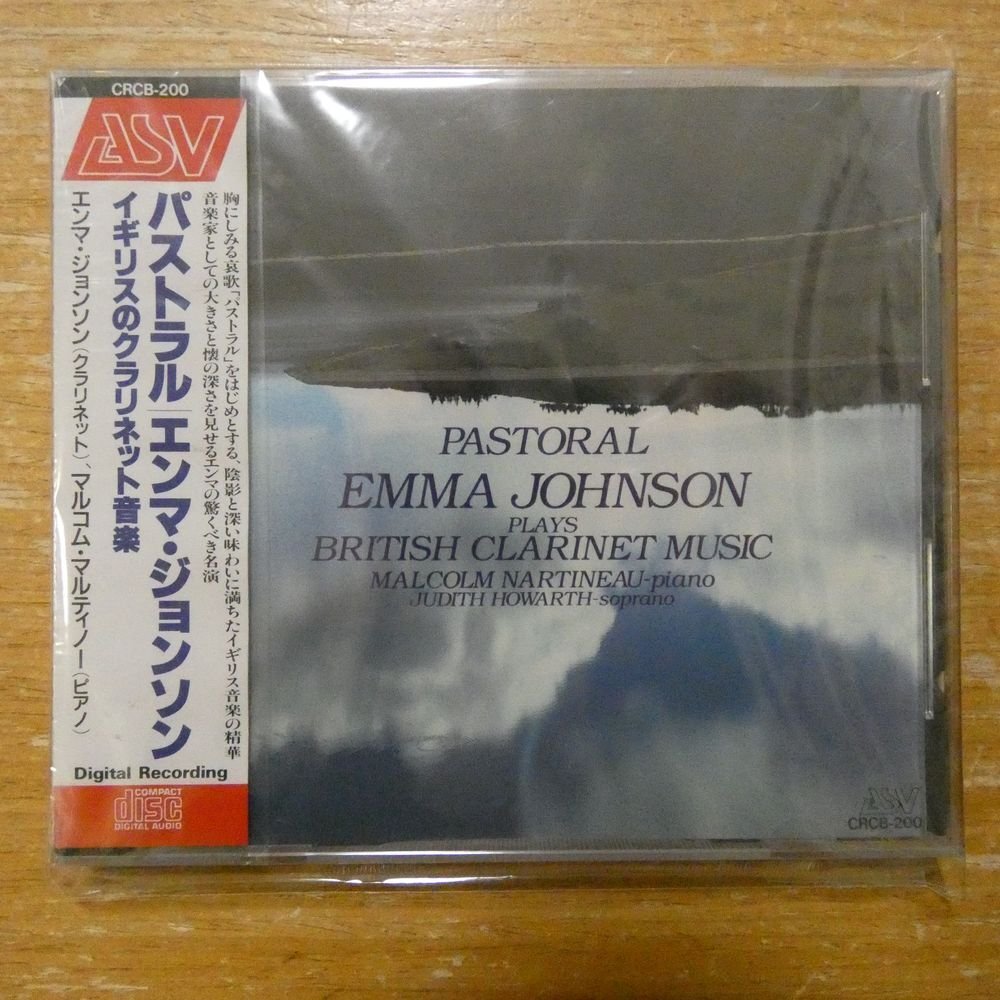 CRCB-200
ASV
パストラル|エンマ・ジョンソン
イギリスのクラリネット音楽
エンマ・ジョンソン(クラリネット)、マルコム・マルティノー(ピアノ)
胸にしみる哀歌「パストラル」をはじめとする、陰影と深い味わいに満ちたイギリス音楽の精華
音楽家としての大きさと懐の深さを見せるエンマの驚くべき名演
Digital Recording
COMPACT
disc
DIGITAL AUDIO
PASTORAL
EMMA JOHNSON
PLAYS
BRITISH CLARINET MUSIC
MALCOLM NARTINEAU-piano
JUDITH HOWARTH-soprano
ASV
CRCB-200